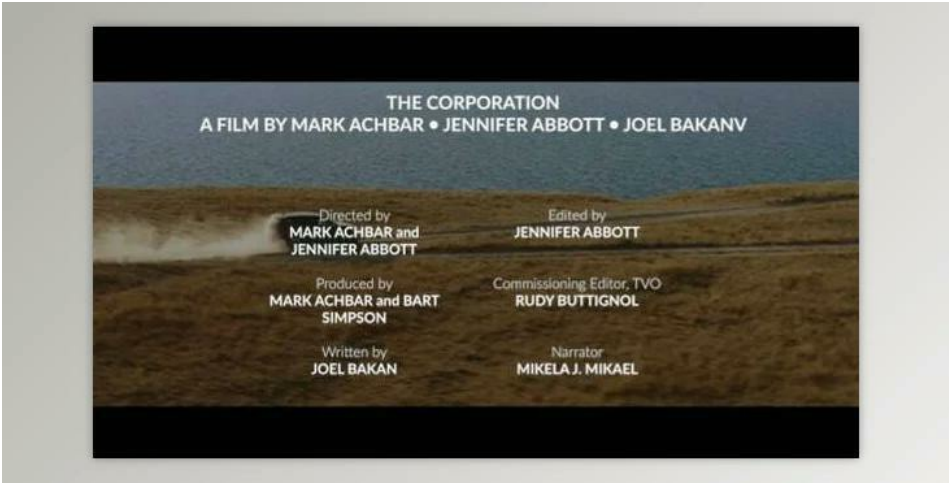 THE CORPORATION
A FILM BY MARK ACHBAR • JENNIFER ABBOTT • JOEL BAKANV
Directed by
MARK ACHBAR and
JENNIFER ABBOTT
Produced by
MARK ACHBAR and BART
SIMPSON
Written by
JOEL BAKAN
Edited by
JENNIFER ABBOTT
Commissioning Editor, TVO
RUDY BUTTIGNOL
Narrator
MIKELA J. MIKAEL